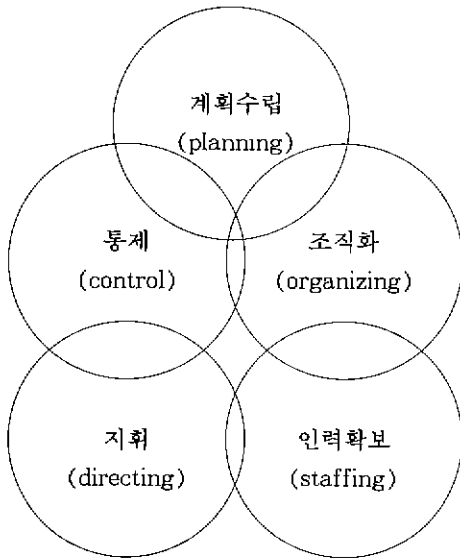 계획수립
(planning)
통제
(control)
조직화
(organizing)
지휘
(directing)
인력확보
(staffing)